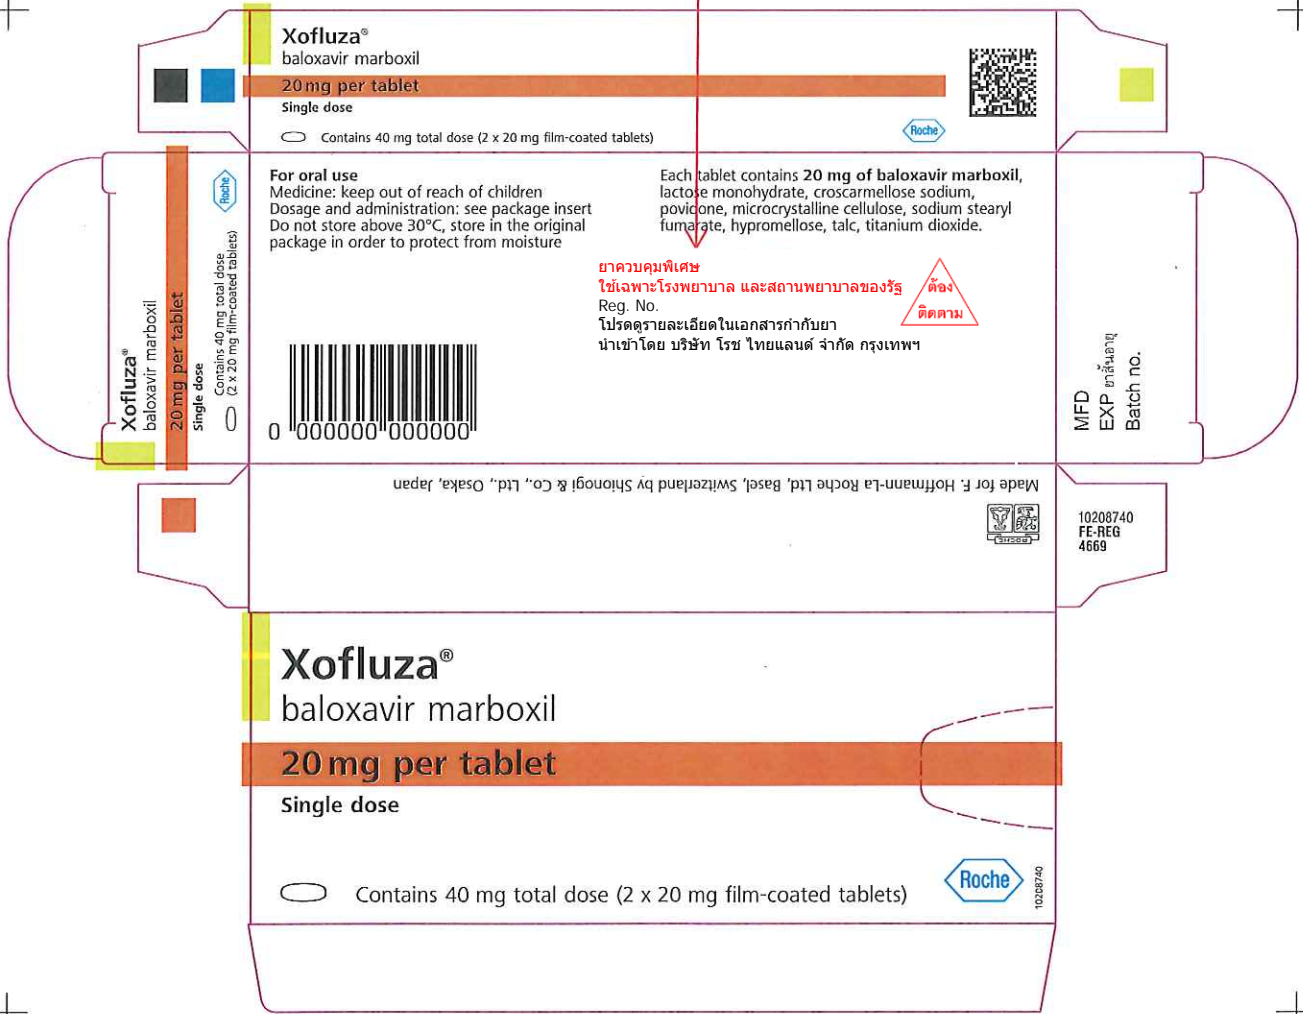 Xofluza®
baloxavir marboxil
20 mg per tablet
Single dose
Contains 40 mg total dose (2 x 20 mg film-coated tablets)
Roche
Xofluza®
baloxavir marboxil
20 mg per tablet
Single dose
Contains 40 mg total dose
(2 x 20 mg film-coated tablets)
Roche
For oral use
Medicine: keep out of reach of children
Dosage and administration: see package insert
Do not store above 30°C, store in the original
package in order to protect from moisture
Each tablet contains 20 mg of baloxavir marboxil,
lactose monohydrate, croscarmellose sodium,
povidone, microcrystalline cellulose, sodium stearyl
fumarate, hypromellose, talc, titanium dioxide.
ยาควบคุมพิเศษ
ใช้เฉพาะโรงพยาบาล และสถานพยาบาลของรัฐ
Reg. No.
โปรดดูรายละเอียดในเอกสารกำกับยา
นำเข้าโดย บริษัท โรช ไทยแลนด์ จำกัด กรุงเทพฯ
ต้อง
ติดตาม
0 000000 000000
MFD
EXP ยาสิ้นอายุ
Batch no.
Made for F. Hoffmann-La Roche Ltd, Basel, Switzerland by Shionogi & Co., Ltd., Osaka, Japan
ROCHE
10208740
FE-REG
4669
Xofluza®
baloxavir marboxil
20 mg per tablet
Single dose
Contains 40 mg total dose (2 x 20 mg film-coated tablets)
Roche
10208740